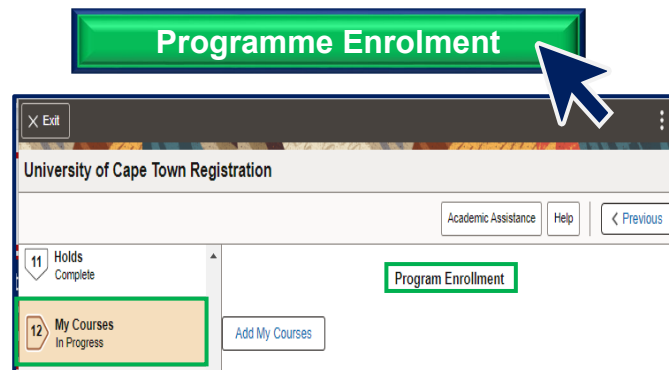 Programme Enrolment
Exit
University of Cape Town Registration
Academic Assistance Help Previous
11 Holds
Complete
Program Enrollment
12 My Courses
In Progress
Add My Courses